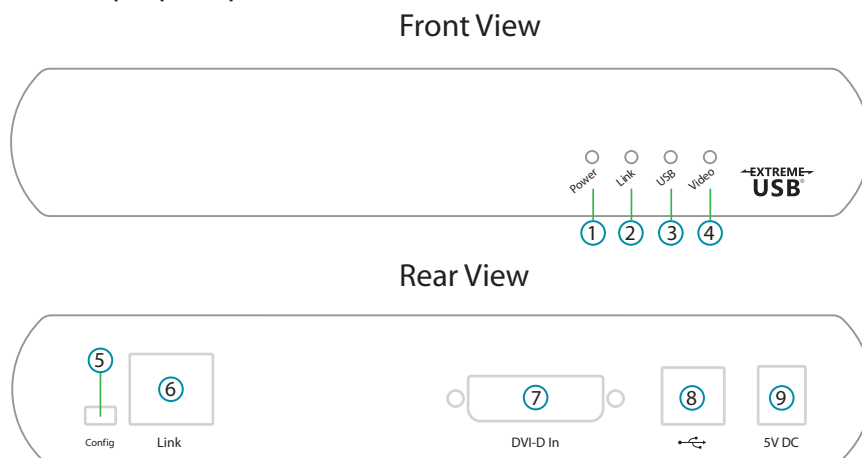 Front View
Power Link USB Video
EXTREME
USB®
1 2 3 4
Rear View
5
6 7 8 9
Config Link DVI-D In 5V DC